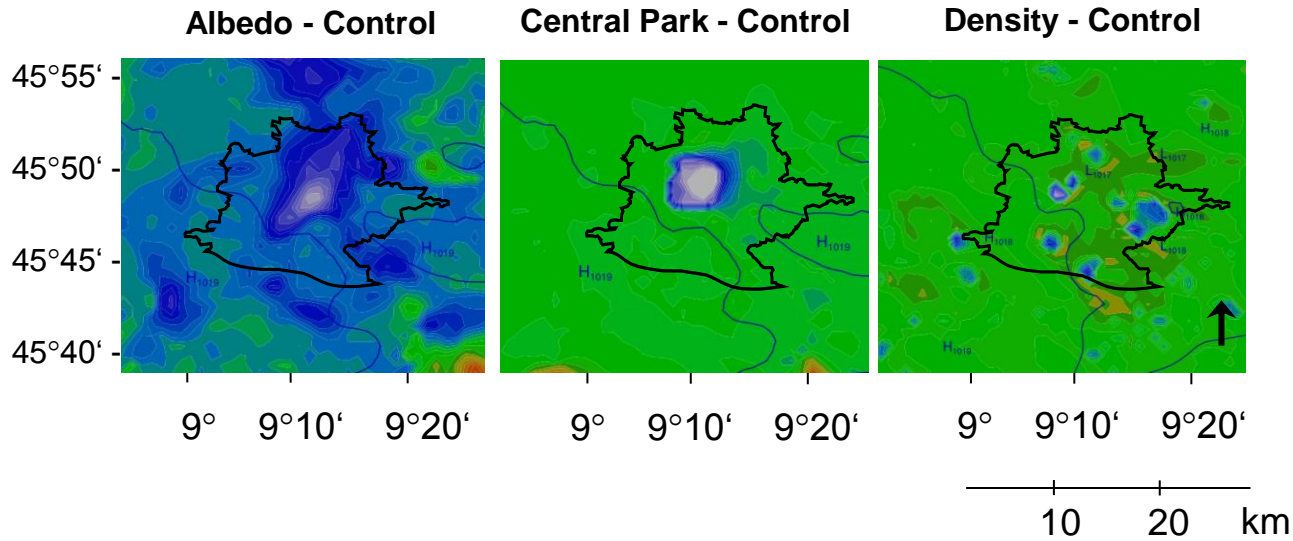 Albedo - Control
Central Park - Control
Density - Control
45°55‘
45°50‘
45°45‘
45°40‘
H1019
H1019
H1019
H1019
H1018
L1017
L1017
H1018
L1018
H1019
9° 9°10‘ 9°20‘
9° 9°10‘ 9°20‘
9° 9°10‘ 9°20‘
10 20 km